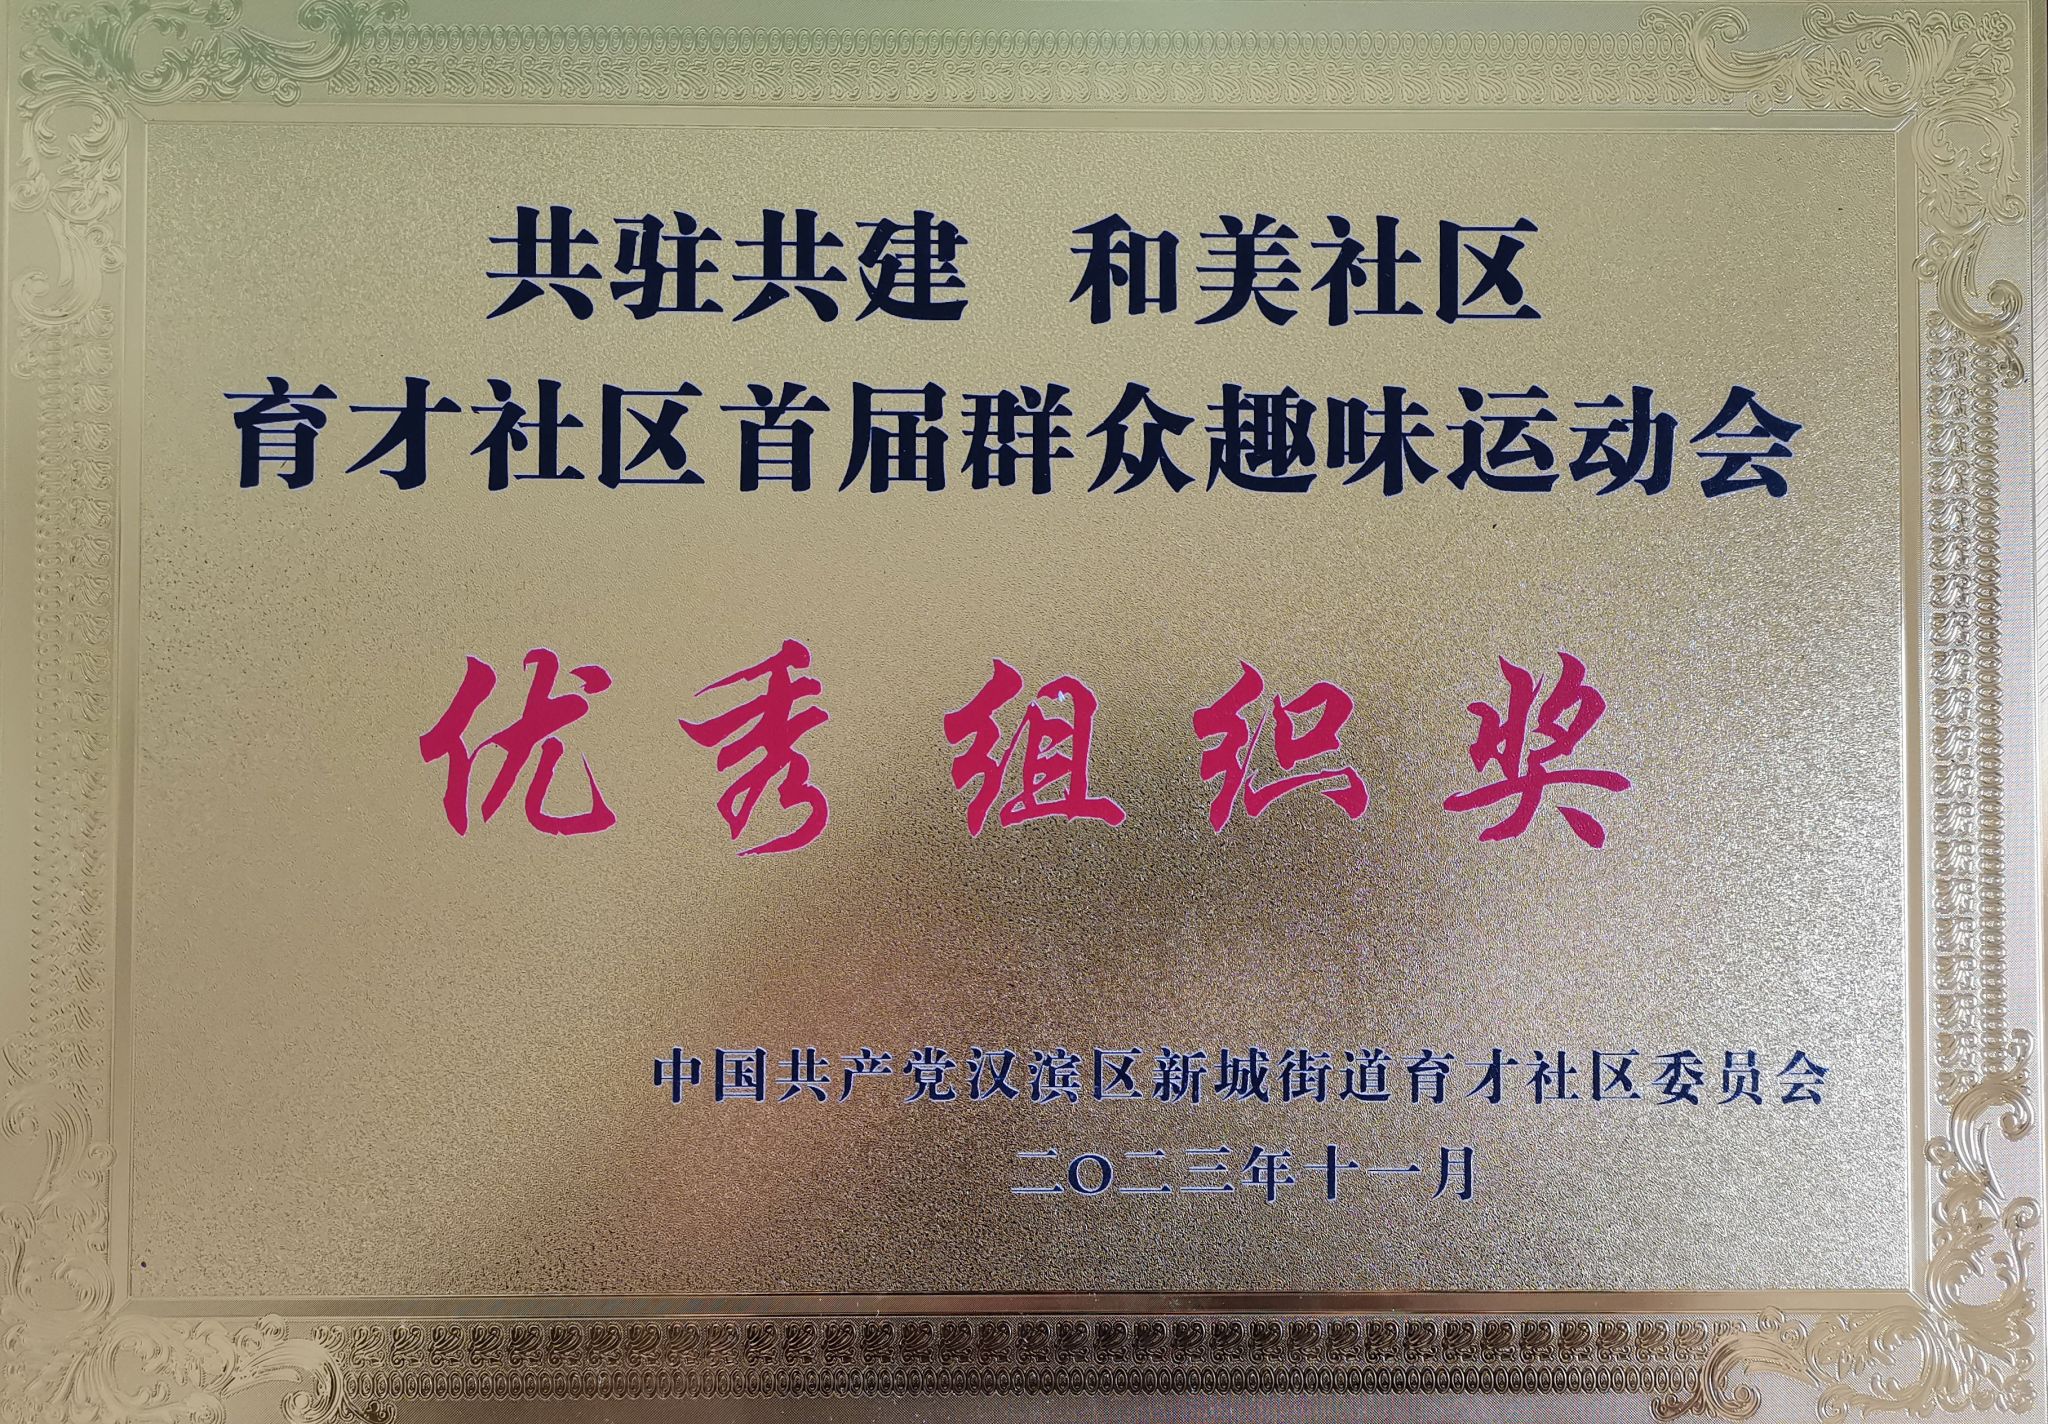 共驻共建 和美社区
育才社区首届群众趣味运动会
优秀组织奖
中国共产党汉滨区新城街道育才社区委员会
二〇二三年十一月